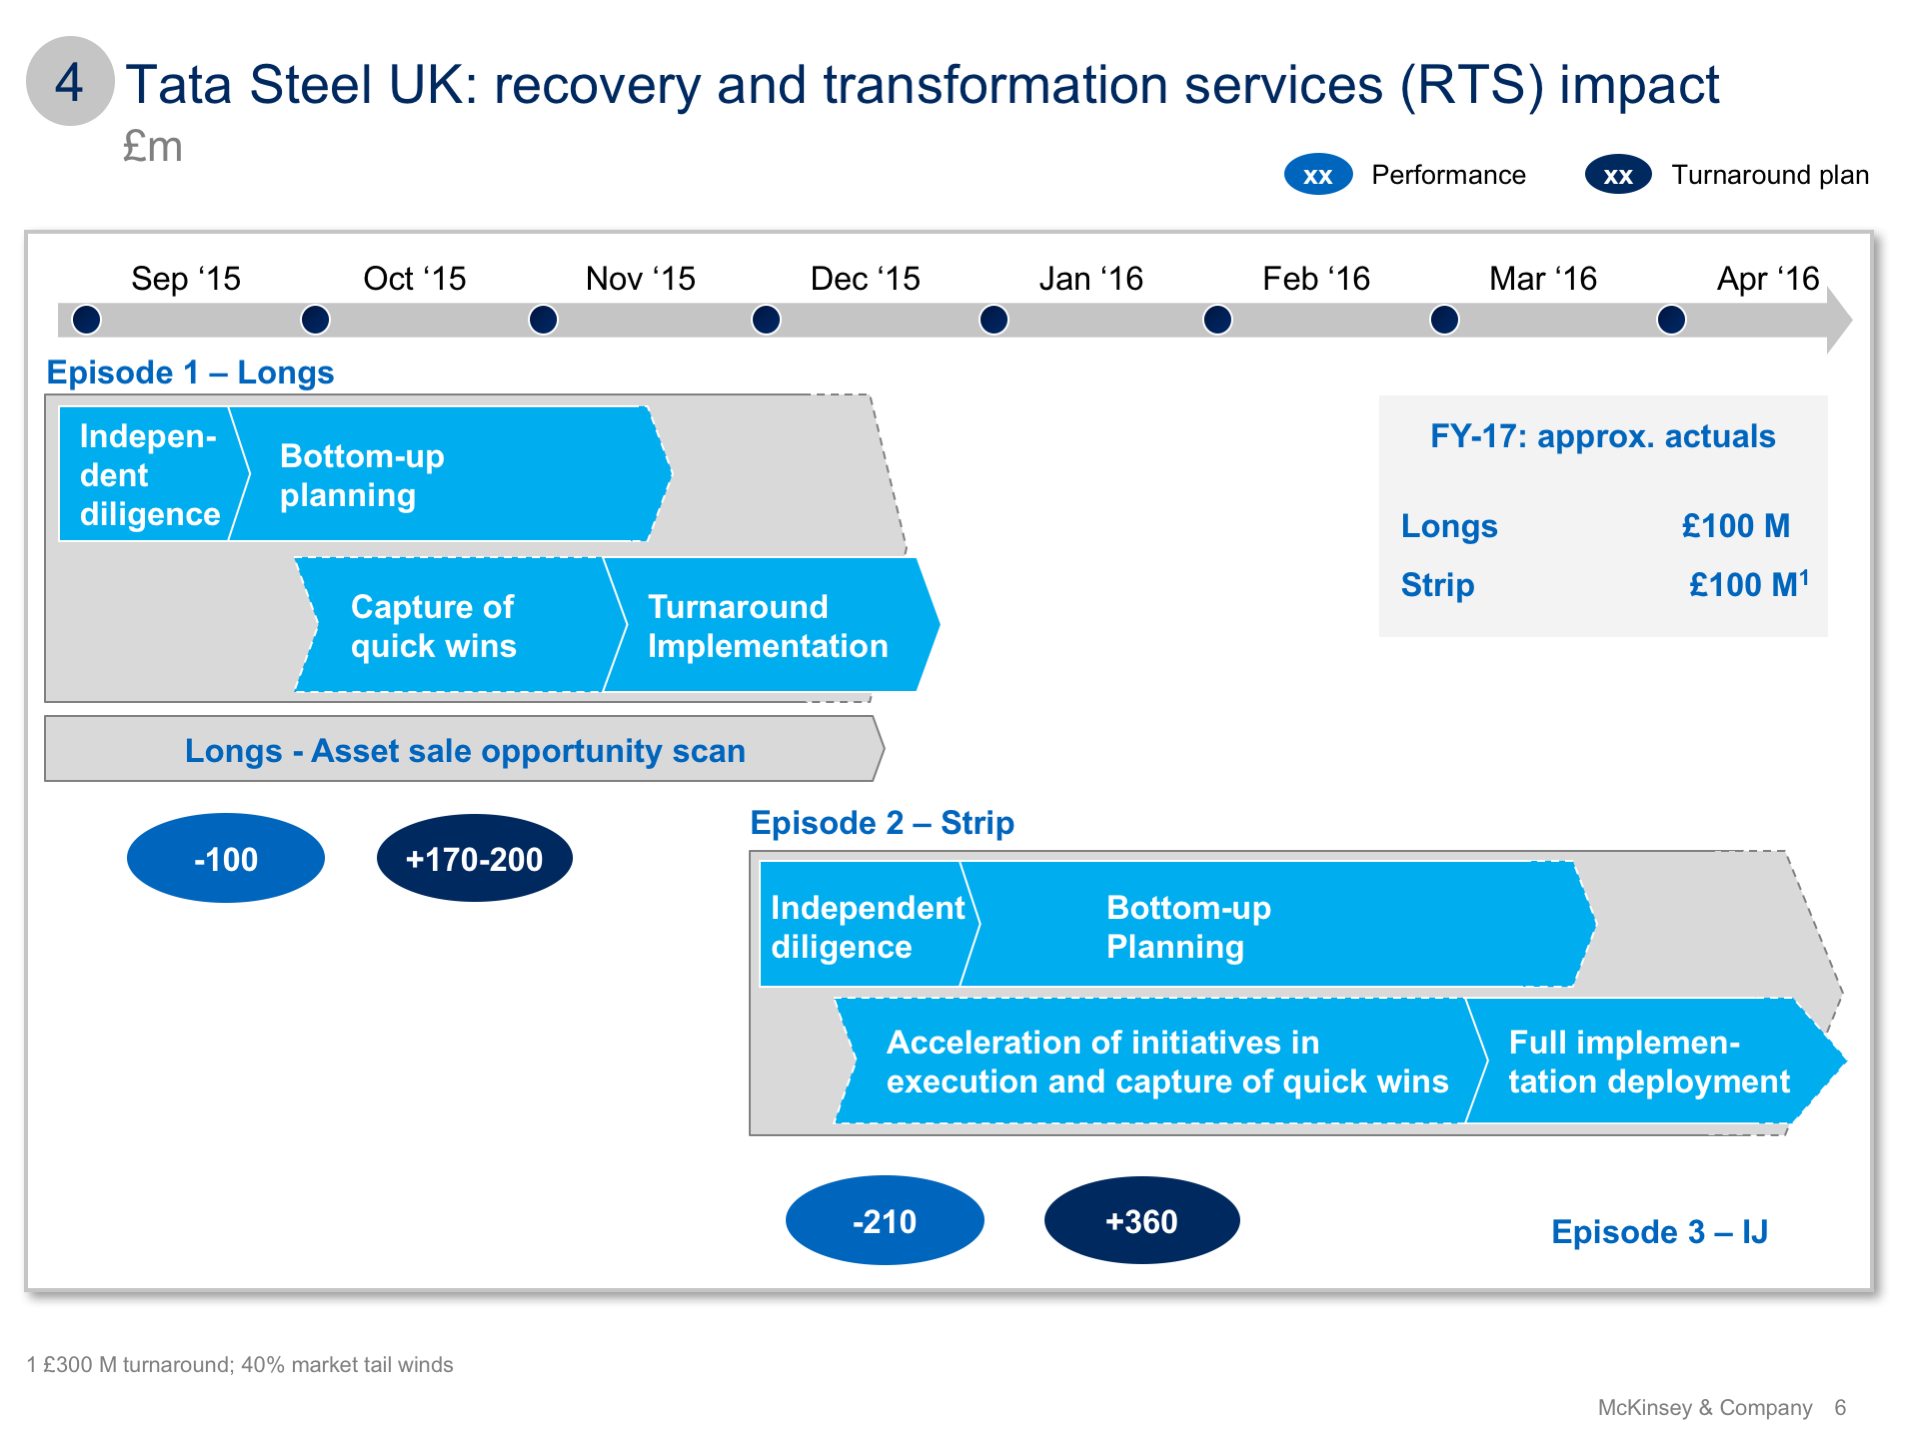 4
Tata Steel UK: recovery and transformation services (RTS) impact
£m
xx Performance xx Turnaround plan
Sep ‘15 Oct ‘15 Nov ‘15 Dec ‘15 Jan ‘16 Feb ‘16 Mar ‘16 Apr ‘16
Episode 1 – Longs
Indepen-
dent
diligence
Bottom-up
planning
Capture of
quick wins
Turnaround
Implementation
Longs - Asset sale opportunity scan
-100 +170-200
FY-17: approx. actuals
Longs £100 M
Strip £100 M1
Episode 2 – Strip
Independent
diligence
Bottom-up
Planning
Acceleration of initiatives in
execution and capture of quick wins
Full implemen-
tation deployment
-210 +360
Episode 3 – IJ
1 £300 M turnaround; 40% market tail winds
McKinsey & Company 6